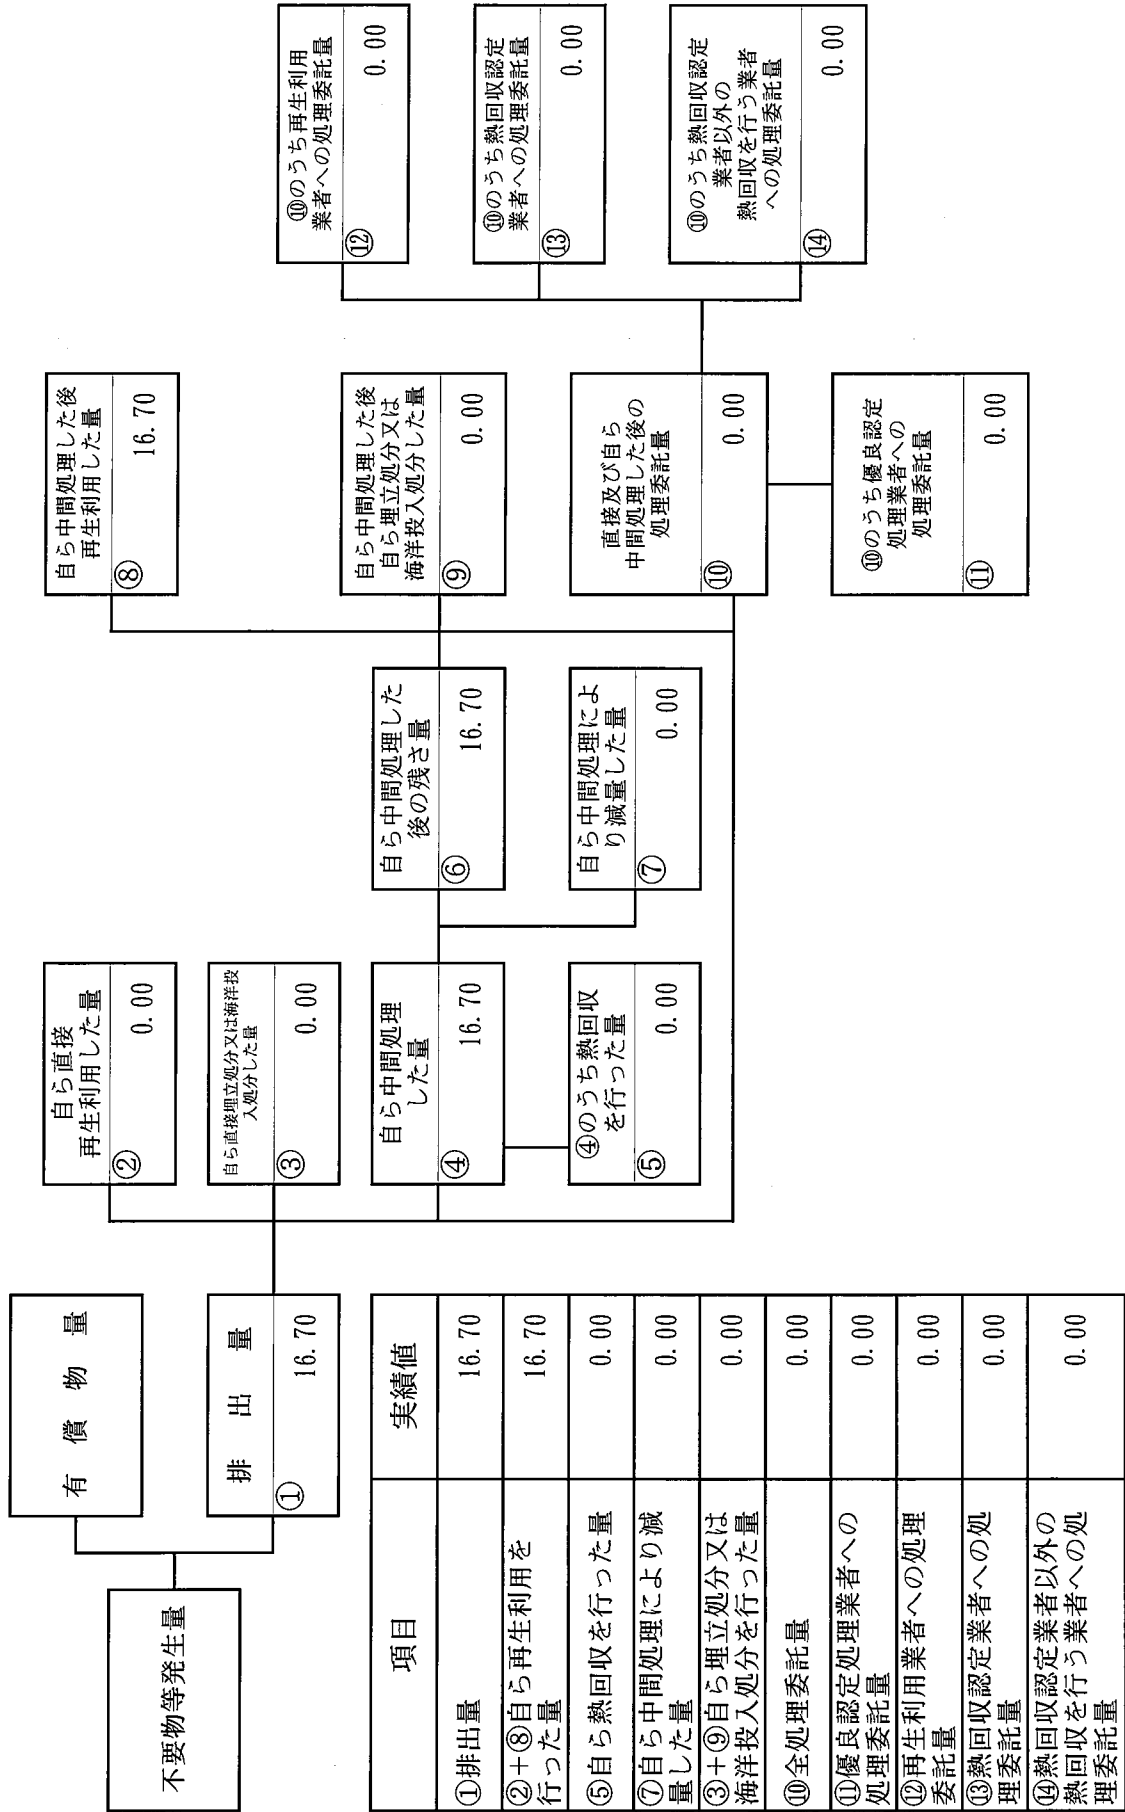 不要物等発生量
有償物量
排出量
① 16.70
自ら直接
再生利用した量
② 0.00
自ら直接埋立処分又は海洋投
入処分した量
③ 0.00
自ら中間処理
した量
④ 16.70
④のうち熱回収
を行った量
⑤ 0.00
自ら中間処理した
後の残さ量
⑥ 16.70
自ら中間処理によ
り減量した量
⑦ 0.00
自ら中間処理した後
再生利用した量
⑧ 16.70
自ら中間処理した後
自ら埋立処分又は
海洋投入処分した量
⑨ 0.00
直接及び自ら
中間処理した後の
処理委託量
⑩ 0.00
⑩のうち優良認定
処理業者への
処理委託量
⑪ 0.00
⑩のうち再生利用
業者への処理委託量
⑫ 0.00
⑩のうち熱回収認定
業者への処理委託量
⑬ 0.00
⑩のうち熱回収認定
業者以外の
熱回収を行う業者
への処理委託量
⑭ 0.00
項目 実績値
①排出量 16.70
②+⑧自ら再生利用を
行った量 16.70
⑤自ら熱回収を行った量 0.00
⑦自ら中間処理により減
量した量 0.00
③+⑨自ら埋立処分又は
海洋投入処分を行った量 0.00
⑩全処理委託量 0.00
⑪優良認定処理業者への
処理委託量 0.00
⑫再生利用業者への処理
委託量 0.00
⑬熱回収認定業者への処
理委託量 0.00
⑭熱回収認定業者以外の
熱回収を行う業者への処
理委託量 0.00